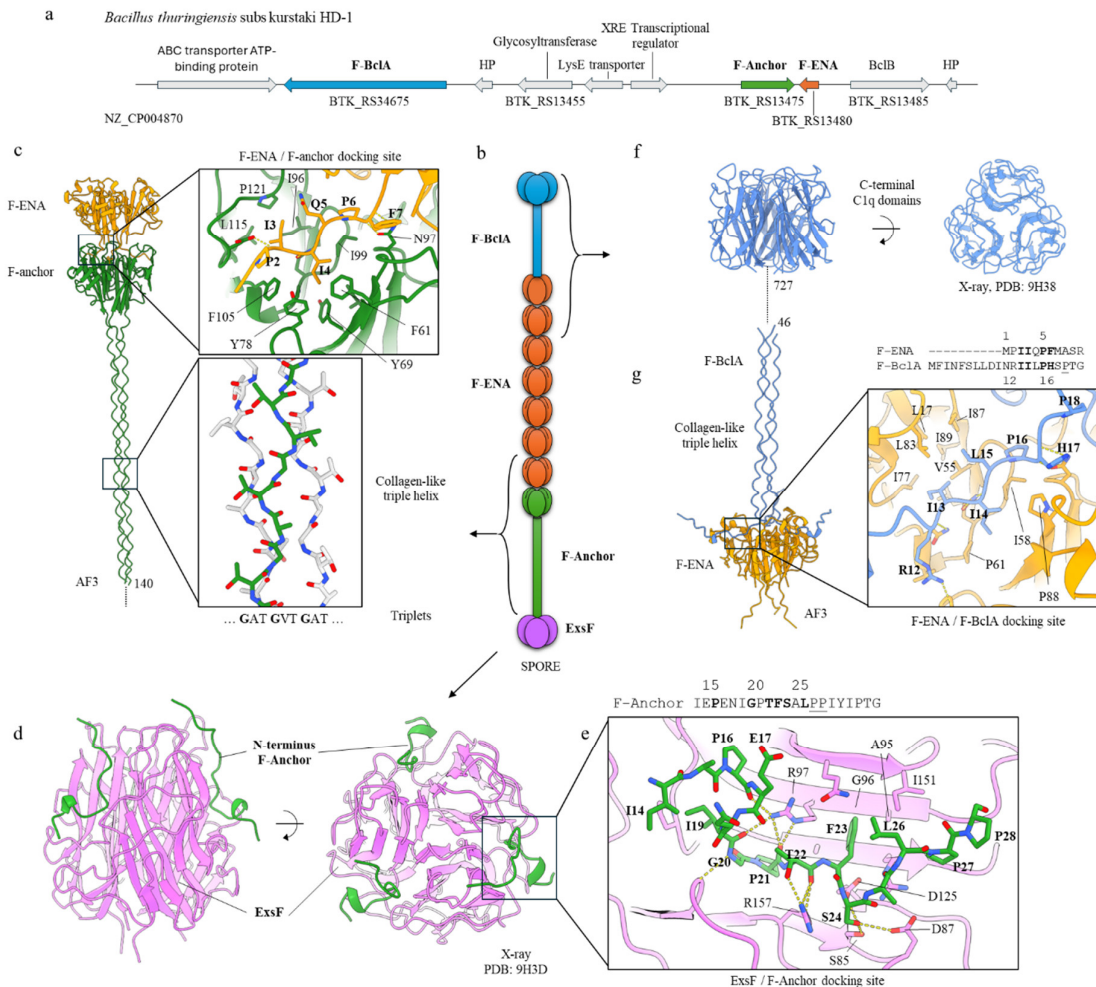 a
Bacillus thuringiensis subs kurstaki HD-1
ABC transporter ATP-
binding protein
F-BclA
HP
Glycosyltransferase
LysE transporter
XRE Transcriptional
regulator
F-Anchor
F-ENA
BclB
HP
BTK_RS34675
BTK_RS13455
BTK_RS13475
BTK_RS13480
BTK_RS13485
NZ_CP004870
c
F-ENA / F-anchor docking site
F-ENA
F-anchor
P121
I96
Q5
P6
F7
L115
I3
N97
P2
I99
I4
F105
Y78
F61
Y69
Collagen-like
triple helix
AF3
140
Triplets
... GAT GVT GAT ...
b
F-BclA
F-ENA
F-Anchor
ExsF
SPORE
f
C-terminal
C1q
domains
X-ray, PDB: 9H38
727
46
F-BclA
Collagen-like
triple helix
F-ENA
AF3
g
1 5
F-ENA -----------MPIIQPFMASR
F-BclA MFINFSLLDINRIILPHSPTG
12 16
L17
I87
P18
L83
I89
P16
L15
H17
I77
V55
I13
I14
I58
R12
P61
P88
F-ENA / F-BclA docking site
d
N-terminus
F-Anchor
ExsF
X-ray
PDB: 9H3D
15 20 25
F-Anchor IEPENIGPTFSALPPIYIPTG
e
P16
E17
A95
R97
G96
I151
I14
I19
F23
L26
P28
T22
G20
P27
P21
D125
R157
S24
D87
S85
ExsF / F-Anchor docking site